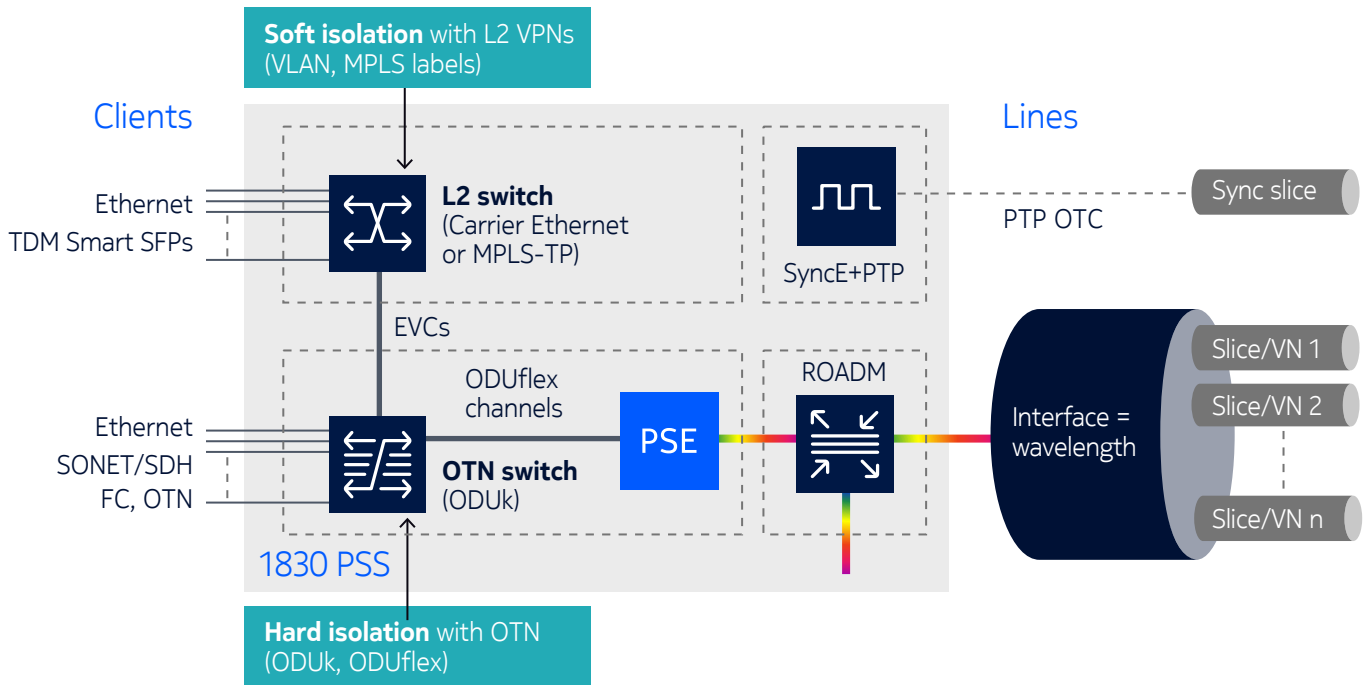 Soft isolation with L2 VPNs
(VLAN, MPLS labels)
Clients
Lines
Ethernet
TDM Smart SFPs
L2 switch
(Carrier Ethernet
or MPLS-TP)
SyncE+PTP
PTP OTC
Sync slice
EVCs
Ethernet
SONET/SDH
FC, OTN
ODUflex
channels
OTN switch
(ODUk)
PSE
ROADM
Interface =
wavelength
Slice/VN 1
Slice/VN 2
Slice/VN n
1830 PSS
Hard isolation with OTN
(ODUk, ODUflex)